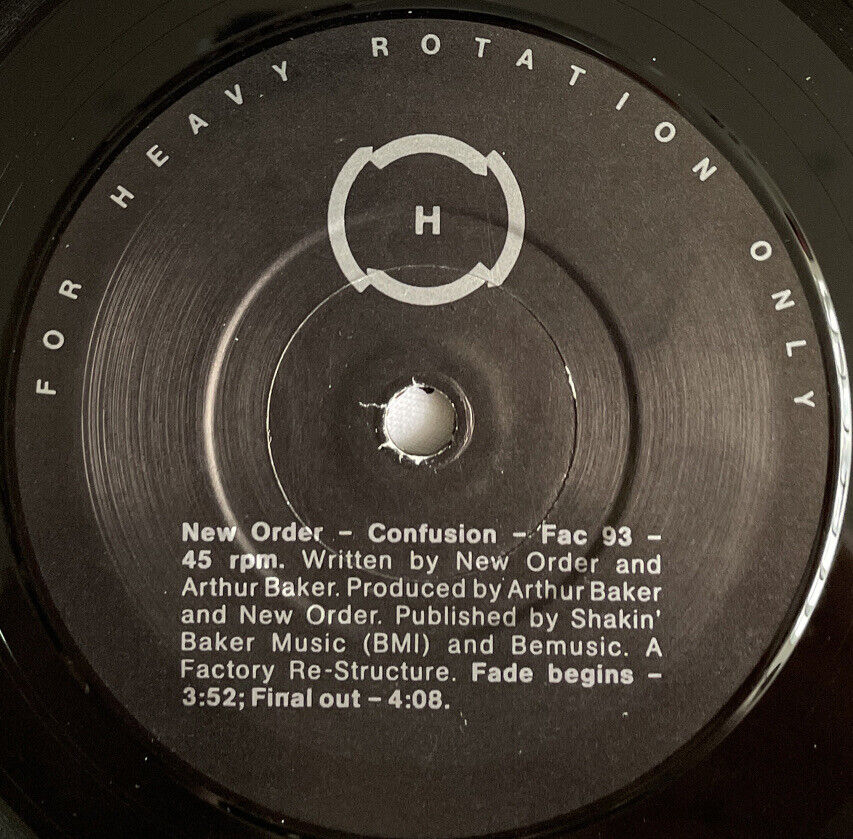 FOR HEAVY ROTATION ONLY
H
New Order – Confusion – Fac 93 –
45 rpm. Written by New Order and
Arthur Baker. Produced by Arthur Baker
and New Order. Published by Shakin'
Baker Music (BMI) and Bemusic. A
Factory Re-Structure. Fade begins –
3:52; Final out – 4:08.